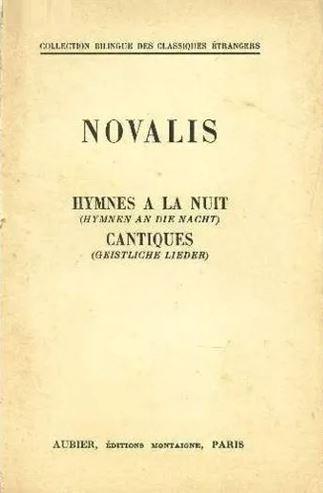 COLLECTION BILINGUE DES CLASSIQUES ÉTRANGERS
NOVALIS
HYMNES A LA NUIT
(HYMNEN AN DIE NACHT)
CANTIQUES
(GEISTLICHE LIEDER)
AUBIER, ÉDITIONS MONTAIGNE, PARIS